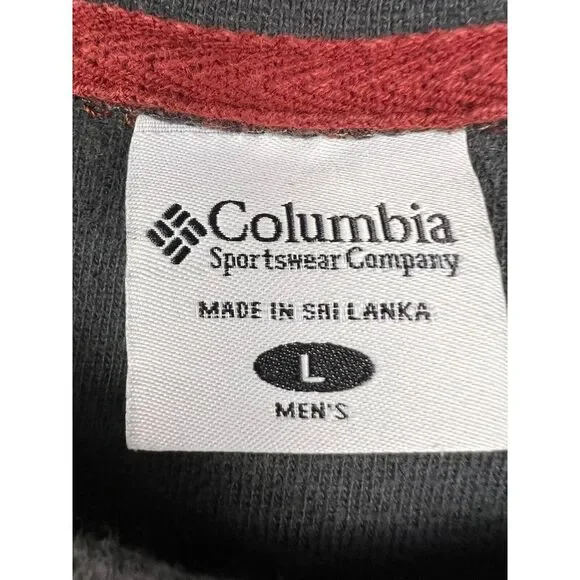 Columbia
Sportswear Company
MADE IN SRI LANKA
L
MEN'S